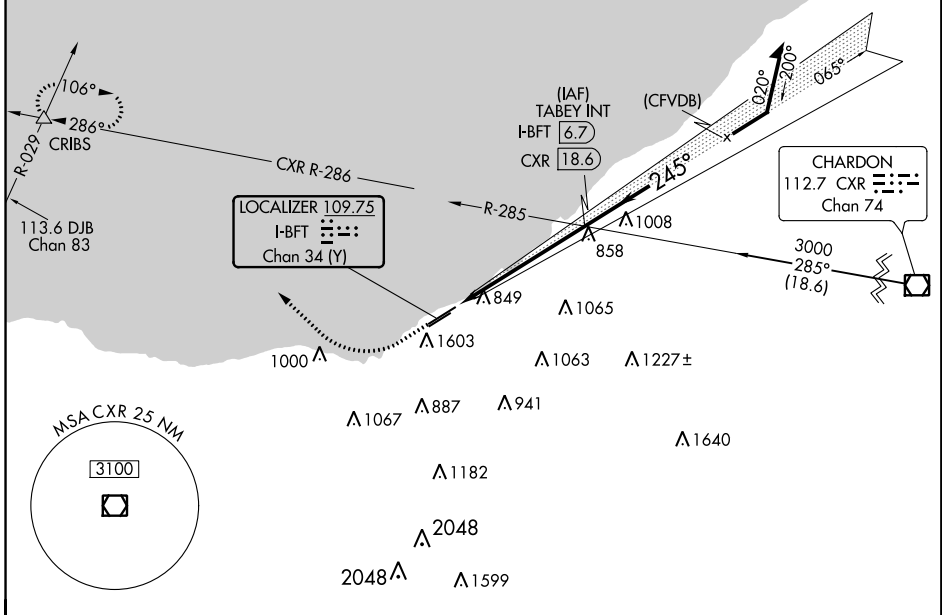 106°
286°
CRIBS
R-029
113.6 DJB
Chan 83
CXR R-286
LOCALIZER 109.75
I-BFT
Chan 34 (Y)
(IAF)
TABEY INT
I-BFT 6.7
CXR 18.6
(CFVDB)
020°
200°
065°
245°
R-285
CHARDON
112.7 CXR
Chan 74
3000
285°
(18.6)
1008
858
849
1065
1603
1000
1063
1227±
1067
887
941
1640
1182
2048
2048
1599
MSA CXR 25 NM
3100